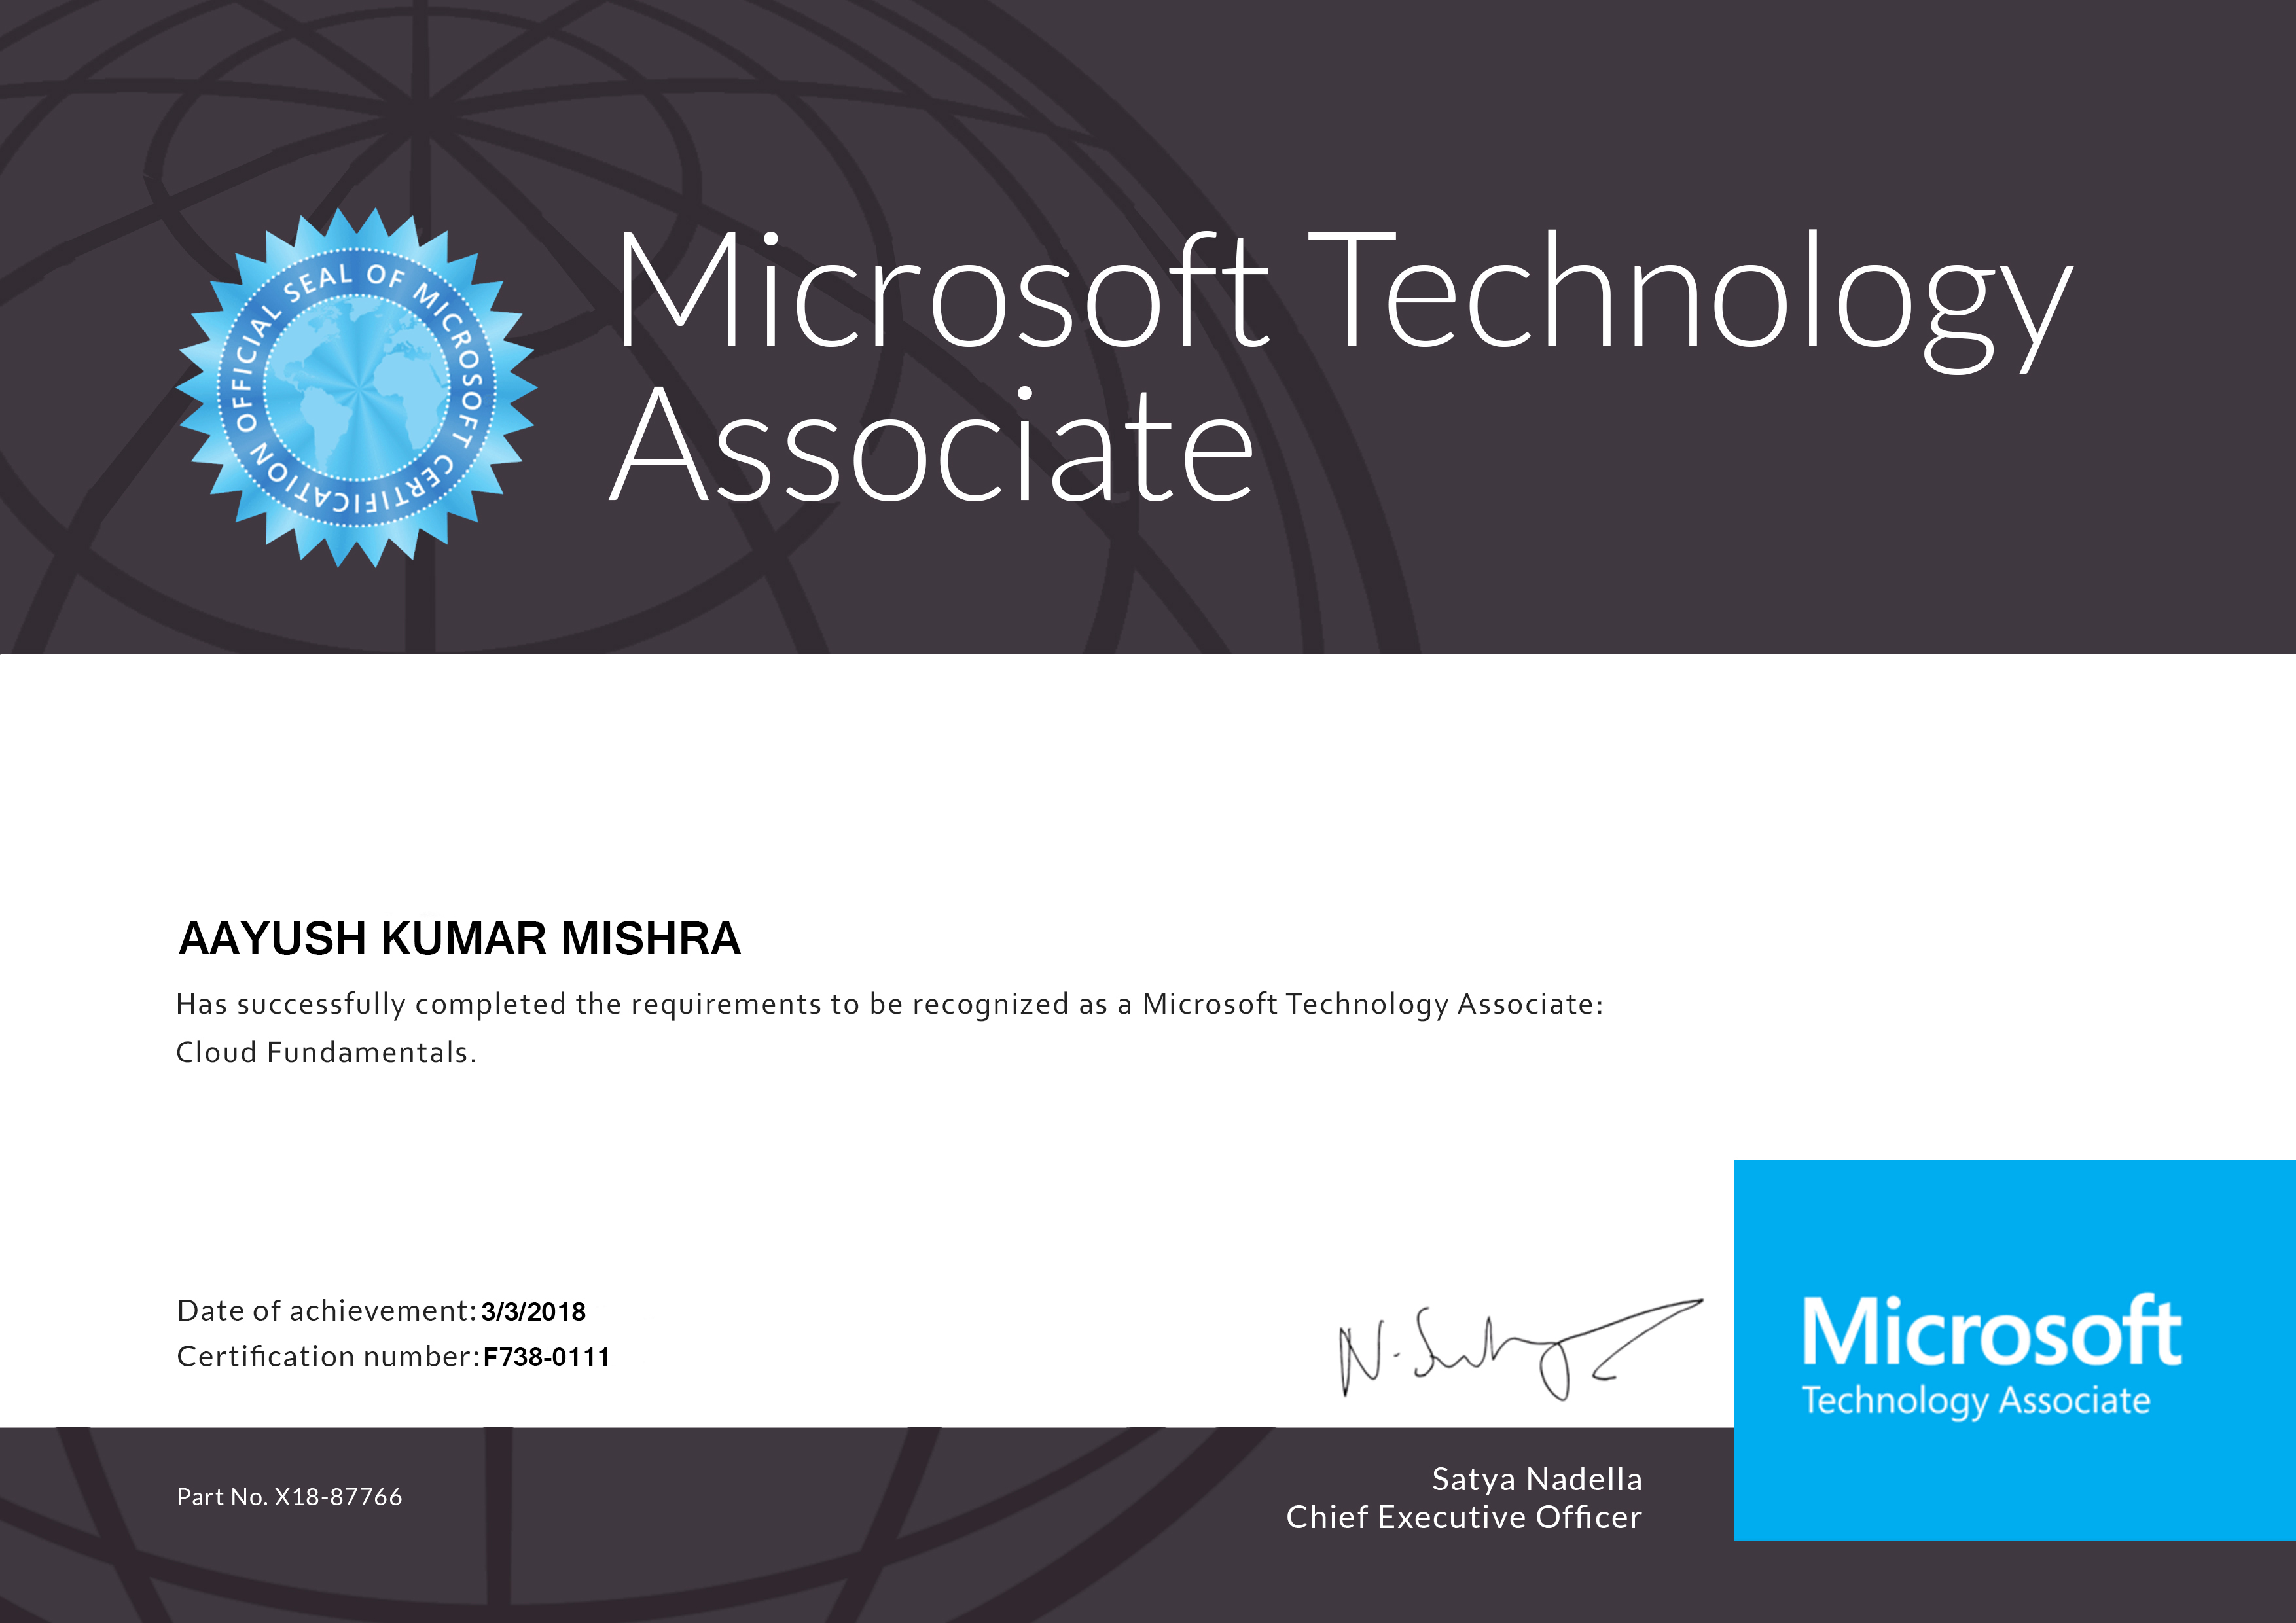 OFFICIAL SEAL OF MICROSOFT CERTIFICATION
Microsoft Technology
Associate
AAYUSH KUMAR MISHRA
Has successfully completed the requirements to be recognized as a Microsoft Technology Associate:
Cloud Fundamentals.
Date of achievement: 3/3/2018
Certification number: F738-0111
Part No. X18-87766
Satya Nadella
Chief Executive Officer
Microsoft
Technology Associate